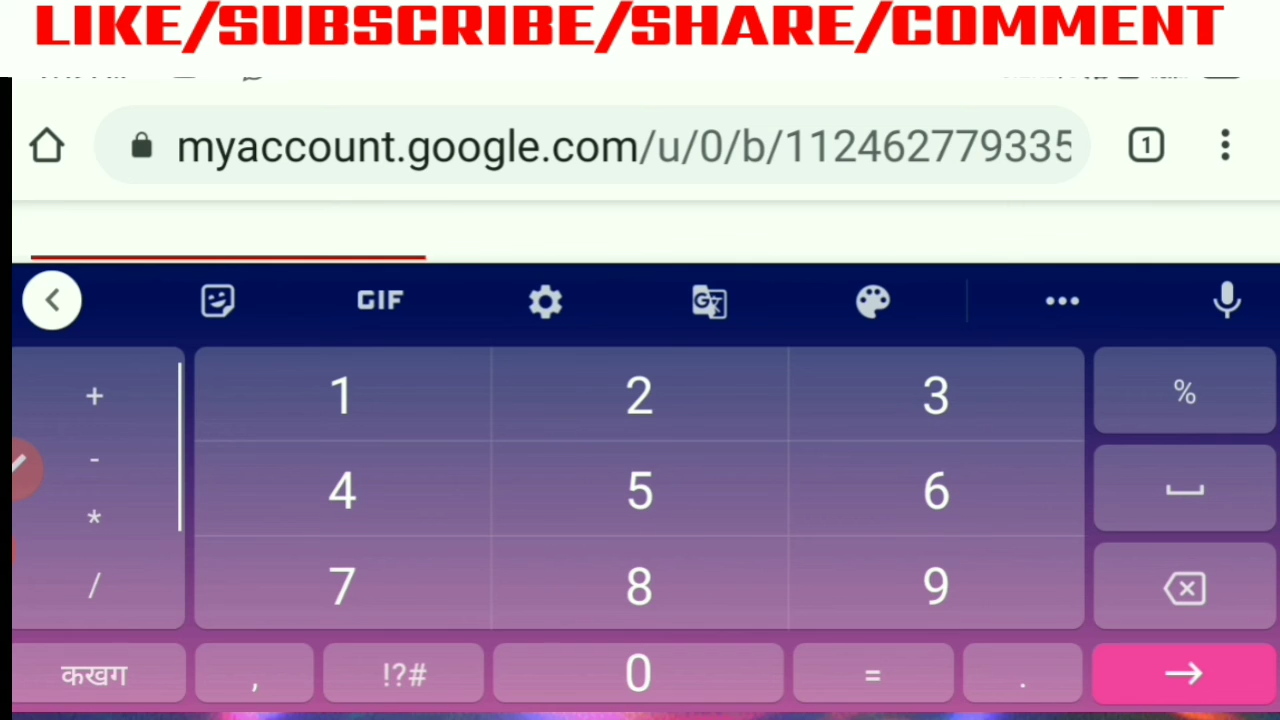 LIKE/SUBSCRIBE/SHARE/COMMENT
myaccount.google.com/u/0/b/112462779335 1
GIF
+ 1 2 3 %
-
4 5 6
*
/ 7 8 9
कखग , !?# 0 = .